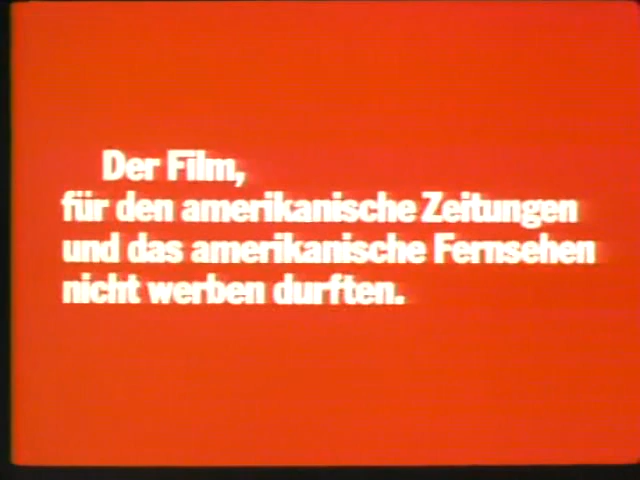 Der Film,
für den amerikanische Zeitungen
und das amerikanische Fernsehen
nicht werben durften.